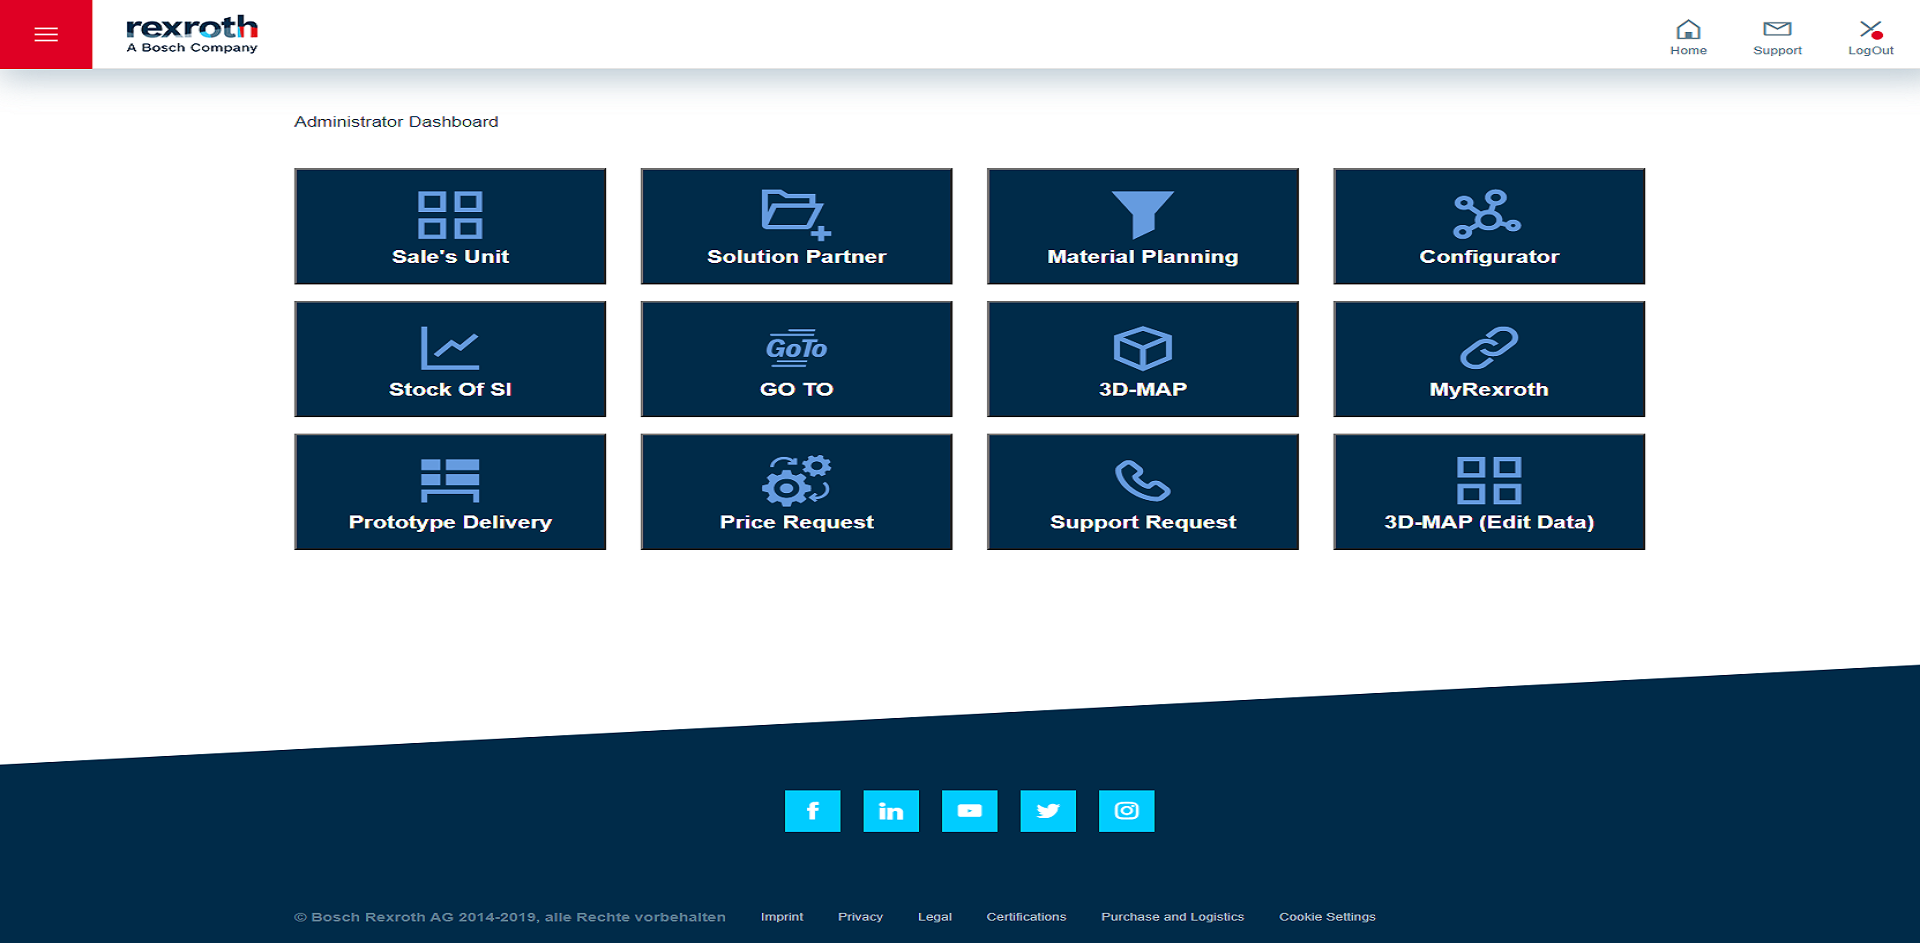 rexroth
A Bosch Company
Home
Support
LogOut
Administrator Dashboard
Sale's Unit
Solution Partner
Material Planning
Configurator
Stock Of SI
GoTo
GO TO
3D-MAP
MyRexroth
Prototype Delivery
Price Request
Support Request
3D-MAP (Edit Data)
f
in
© Bosch Rexroth AG 2014-2019, alle Rechte vorbehalten
Imprint
Privacy
Legal
Certifications
Purchase and Logistics
Cookie Settings